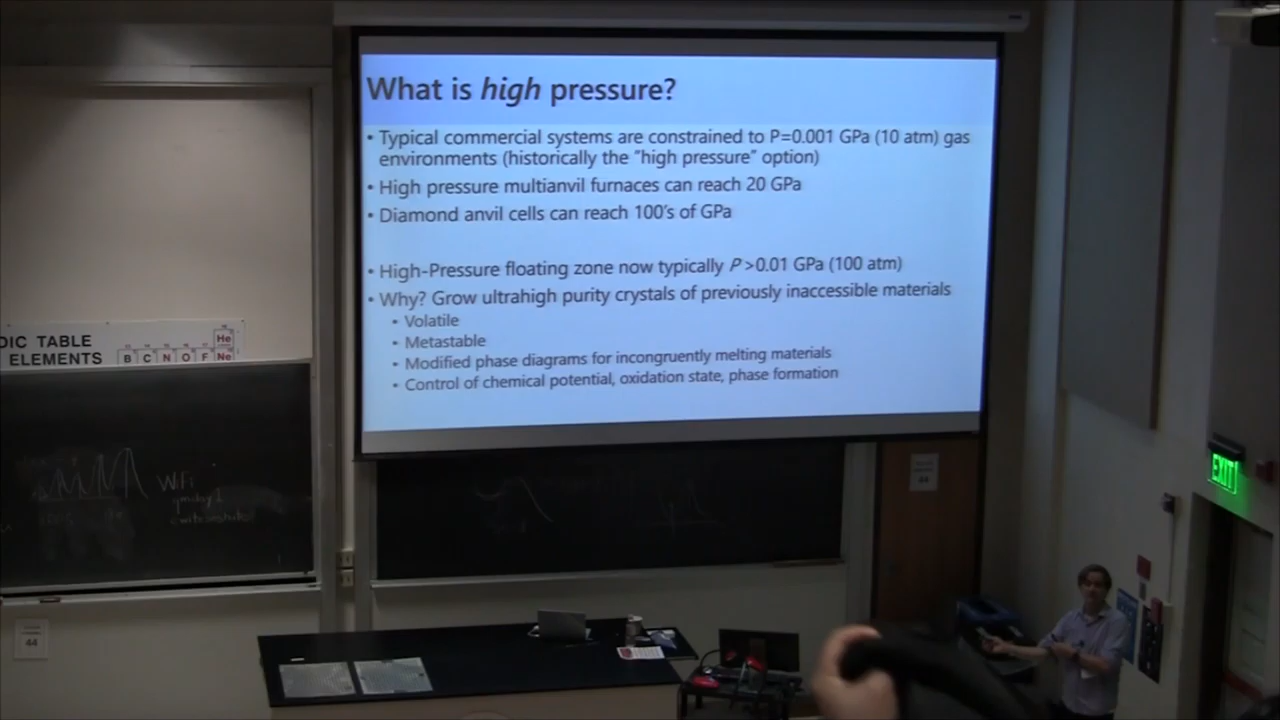 What is high pressure?
• Typical commercial systems are constrained to P=0.001 GPa (10 atm) gas
environments (historically the "high pressure" option)
• High pressure multianvil furnaces can reach 20 GPa
• Diamond anvil cells can reach 100's of GPa
• High-Pressure floating zone now typically P>0.01 GPa (100 atm)
• Why? Grow ultrahigh purity crystals of previously inaccessible materials
• Volatile
• Metastable
• Modified phase diagrams for incongruently melting materials
• Control of chemical potential, oxidation state, phase formation
DIC TABLE
ELEMENTS
He
B C N O F Ne
WiFi
44
44
EXIT